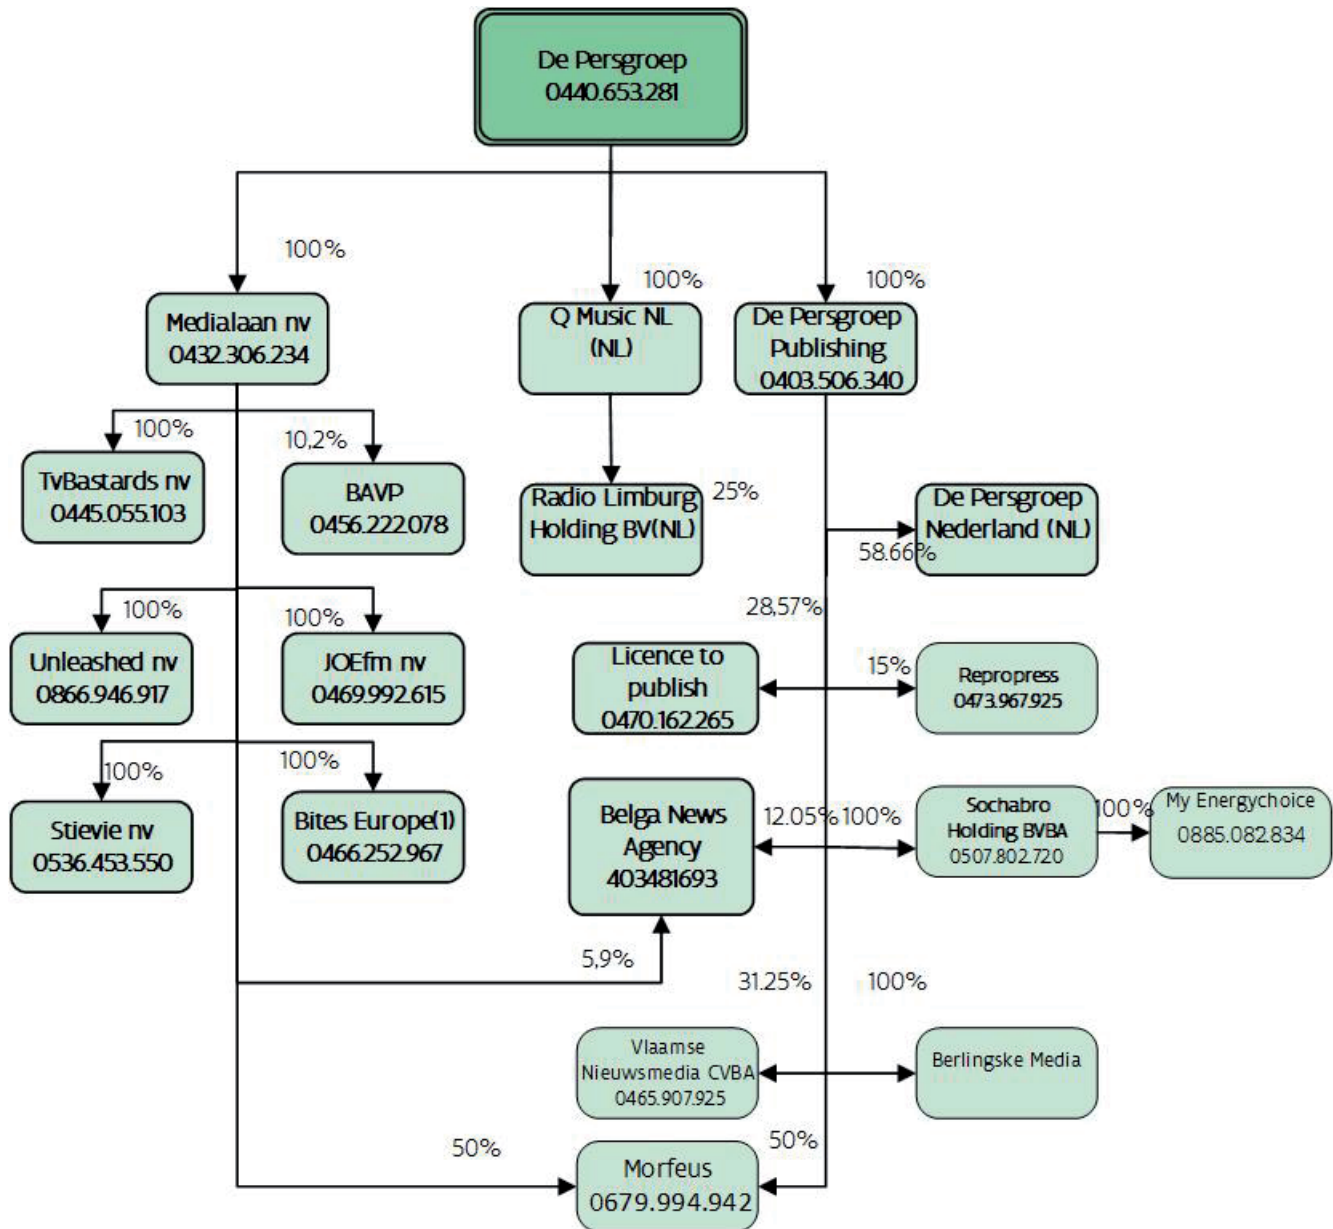 De Persgroep
0440.653.281
100%
100%
100%
Medialaan nv
0432.306.234
Q Music NL
(NL)
De Persgroep
Publishing
0403.506.340
100%
10,2%
TvBastards nv
0445.055.103
BAVP
0456.222.078
Radio Limburg
Holding BV(NL)
25%
De Persgroep
Nederland (NL)
58.66%
100%
100%
28,57%
Unleashed nv
0866.946.917
JOEfm nv
0469.992.615
Licence to
publish
0470.162.265
15%
Repropress
0473.967.925
100%
100%
Stievie nv
0536.453.550
Bites Europe(1)
0466.252.967
Belga News
Agency
403481693
12.05%
100%
Sochabro
Holding BVBA
0507.802.720
100%
My Energychoice
0885.082.834
5,9%
31.25%
100%
Vlaamse
Nieuwsmedia CVBA
0465.907.925
Berlingske Media
50%
50%
Morfeus
0679.994.942